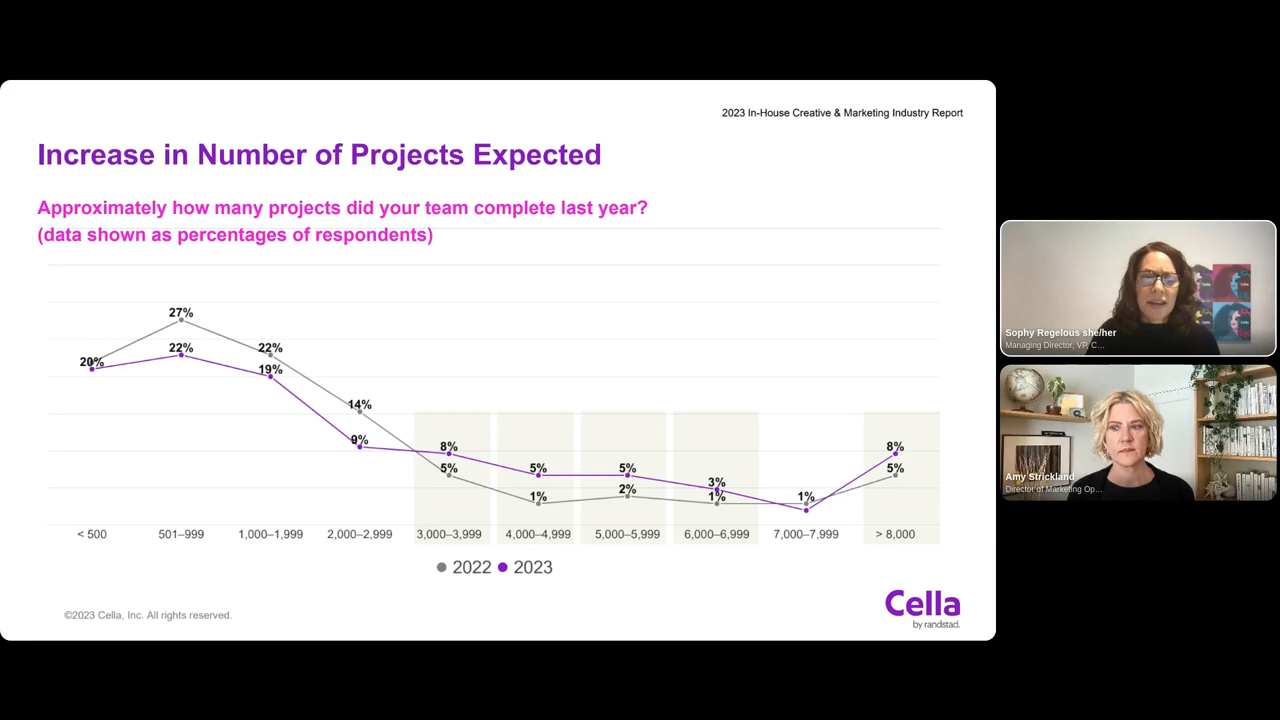 2023 In-House Creative & Marketing Industry Report
Increase in Number of Projects Expected
Approximately how many projects did your team complete last year?
(data shown as percentages of respondents)
27%
22%
20%
22%
19%
14%
9%
8%
5%
5%
1%
5%
2%
3%
1%
1%
8%
5%
< 500
501–999
1,000–1,999
2,000–2,999
3,000–3,999
4,000–4,999
5,000–5,999
6,000–6,999
7,000–7,999
> 8,000
2022
2023
©2023 Cella, Inc. All rights reserved.
Cella
by randstad.
Sophy Regelous she/her
Managing Director, VP, C...
Amy Strickland
Director of Marketing Op...